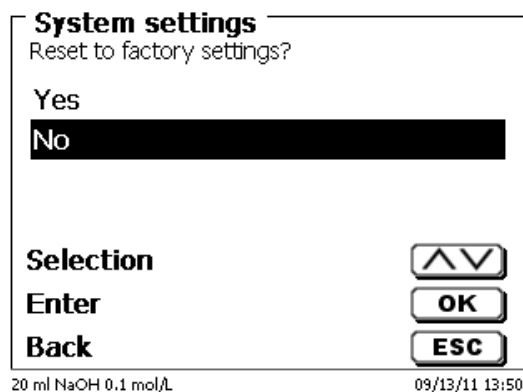 System settings
Reset to factory settings?
Yes
No
Selection
Enter OK
Back ESC
20 ml NaOH 0.1 mol/L 09/13/11 13:50